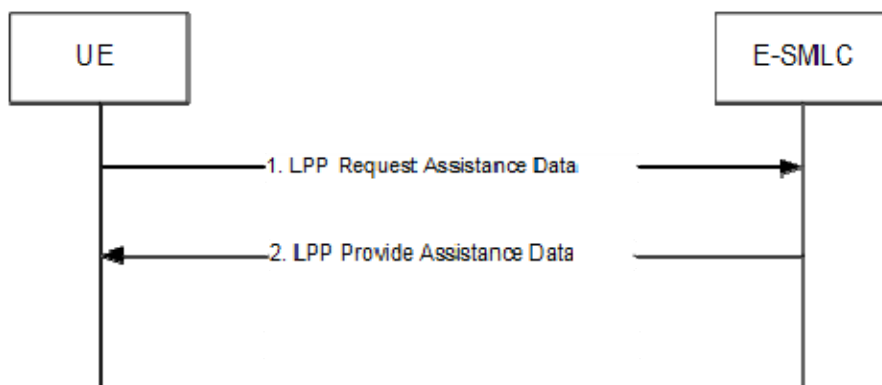 UE
E-SMLC
1. LPP Request Assistance Data
2. LPP Provide Assistance Data